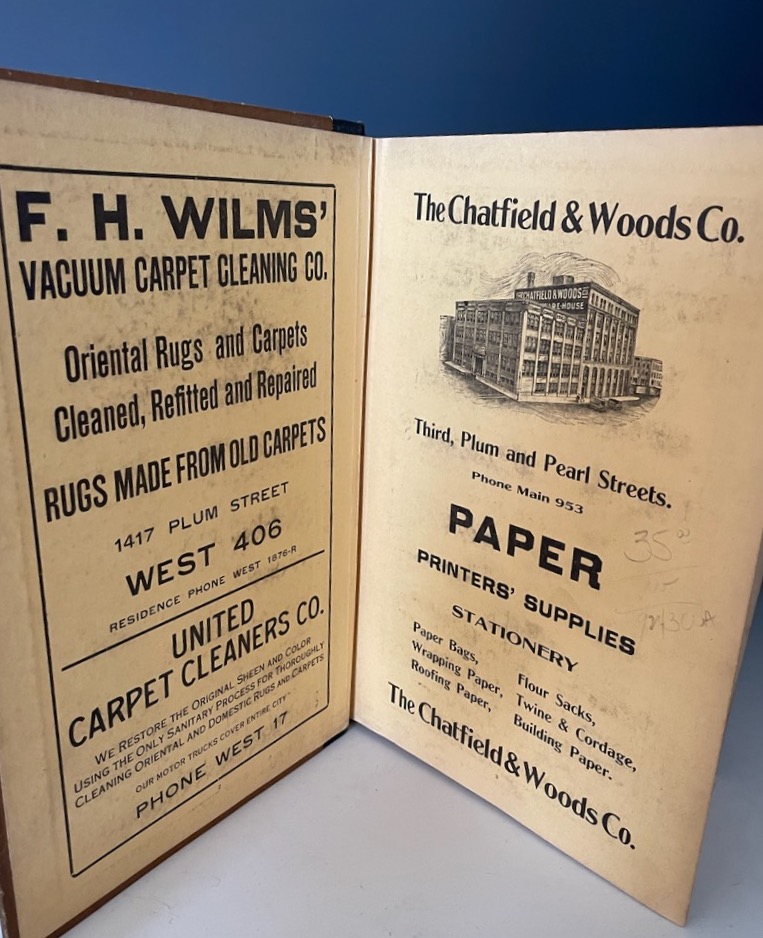 F. H. WILMS'
VACUUM CARPET CLEANING CO.
Oriental Rugs and Carpets
Cleaned, Refitted and Repaired
RUGS MADE FROM OLD CARPETS
1417 PLUM STREET
WEST 406
RESIDENCE PHONE WEST 1876-R
UNITED
CARPET CLEANERS CO.
WE RESTORE THE ORIGINAL SHEEN AND COLOR
USING THE ONLY SANITARY PROCESS FOR THOROUGHLY
CLEANING ORIENTAL AND DOMESTIC RUGS AND CARPETS
"OUR MOTOR TRUCKS COVER ENTIRE CITY"
PHONE WEST 17
The Chatfield & Woods Co.
CHATFIELD & WOODS CO
WARE-HOUSE
Third, Plum and Pearl Streets.
Phone Main 953
PAPER
PRINTERS' SUPPLIES
STATIONERY
Paper Bags, Flour Sacks,
Wrapping Paper, Twine & Cordage,
Roofing Paper, Building Paper.
The Chatfield & Woods Co.
35